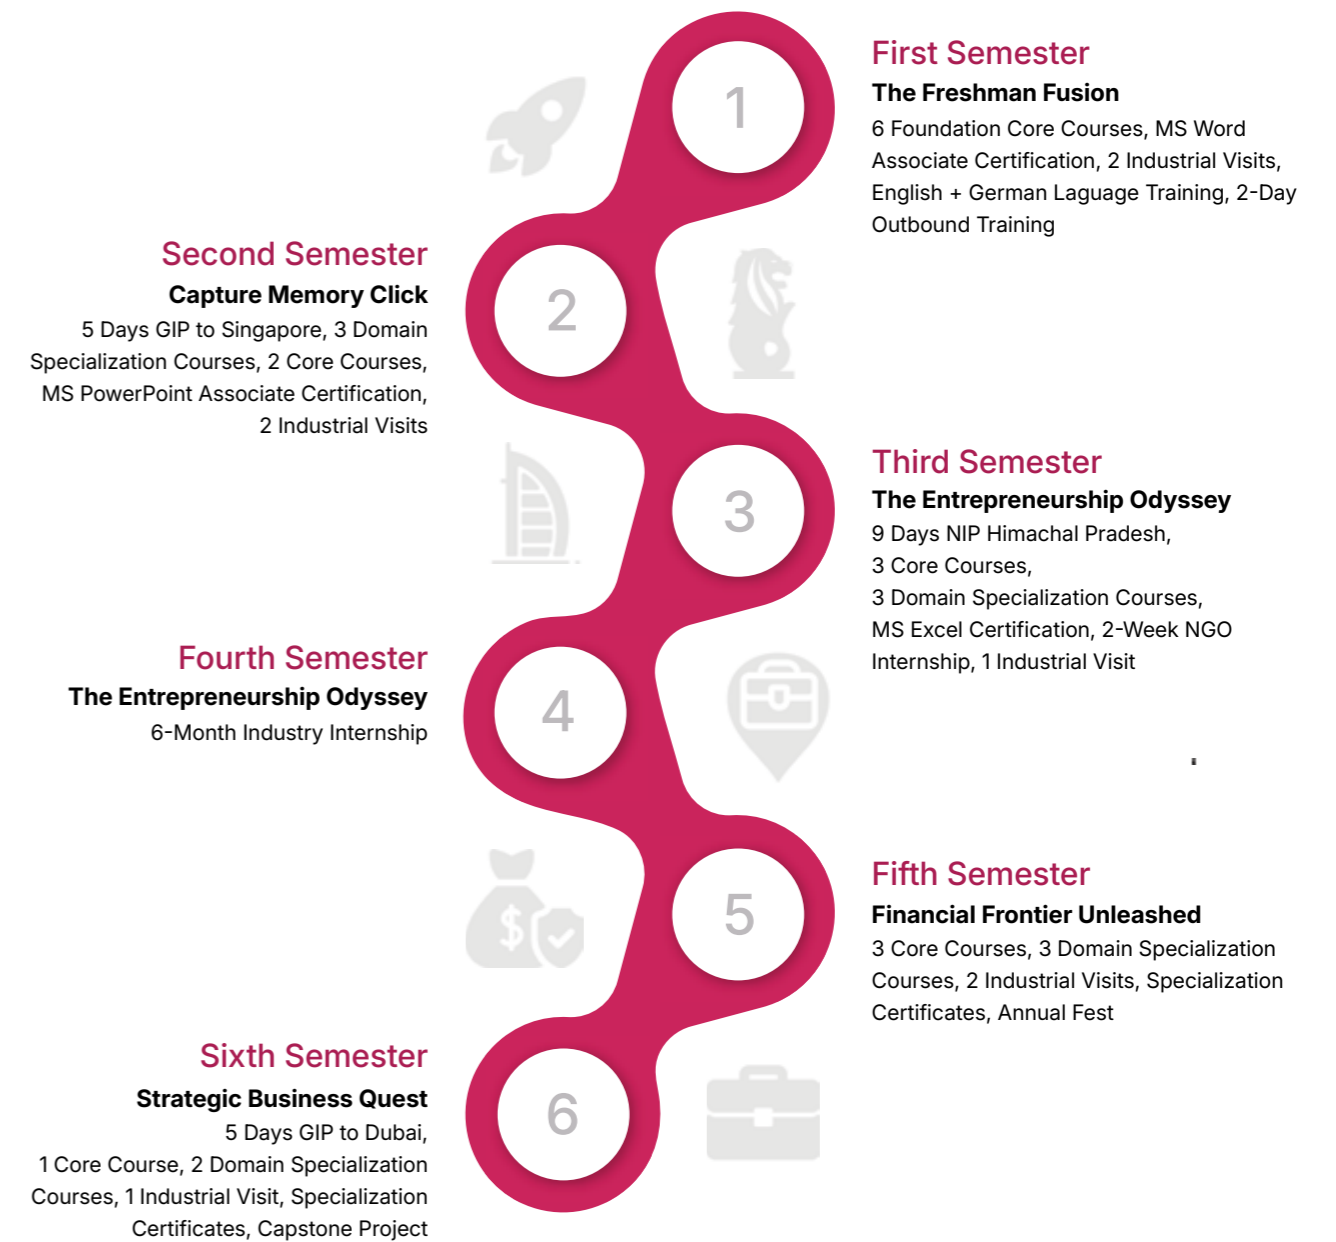 1
First Semester
The Freshman Fusion
6 Foundation Core Courses, MS Word
Associate Certification, 2 Industrial Visits,
English + German Laguage Training, 2-Day
Outbound Training
2
Second Semester
Capture Memory Click
5 Days GIP to Singapore, 3 Domain
Specialization Courses, 2 Core Courses,
MS PowerPoint Associate Certification,
2 Industrial Visits
3
Third Semester
The Entrepreneurship Odyssey
9 Days NIP Himachal Pradesh,
3 Core Courses,
3 Domain Specialization Courses,
MS Excel Certification, 2-Week NGO
Internship, 1 Industrial Visit
4
Fourth Semester
The Entrepreneurship Odyssey
6-Month Industry Internship
$
5
Fifth Semester
Financial Frontier Unleashed
3 Core Courses, 3 Domain Specialization
Courses, 2 Industrial Visits, Specialization
Certificates, Annual Fest
6
Sixth Semester
Strategic Business Quest
5 Days GIP to Dubai,
1 Core Course, 2 Domain Specialization
Courses, 1 Industrial Visit, Specialization
Certificates, Capstone Project